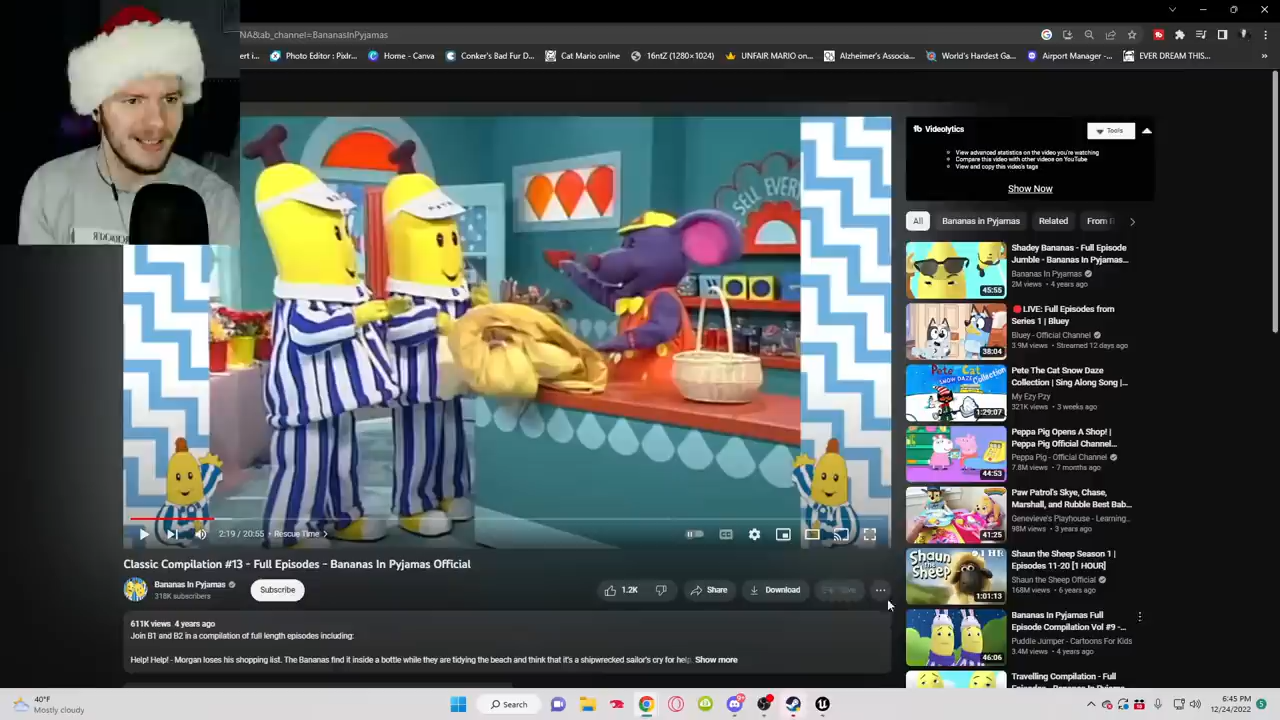 NA&ab_channel=BananasInPyjamas
ert i...
Photo Editor : Pixlr...
Home - Canva
Conker's Bad Fur D...
Cat Mario online
16ntZ (1280×1024)
UNFAIR MARIO on...
Alzheimer's Associa...
World's Hardest Ga...
Airport Manager -...
EVER DREAM THIS...
SELL EVERY
Videolytics
Tools
View advanced statistics on the video you're watching
Compare this video with other videos on YouTube
View and copy this video's tags
Show Now
All
Bananas in Pyjamas
Related
From
Shadey Bananas - Full Episode
Jumble - Bananas In Pyjamas...
Bananas In Pyjamas
2M views • 4 years ago
45:55
LIVE: Full Episodes from
Series 1 | Bluey
Bluey - Official Channel
3.9M views • Streamed 12 days ago
38:04
Pete The Cat Snow Daze
Collection | Sing Along Song |...
My Ezy Pzy
321K views • 3 weeks ago
1:29:07
Peppa Pig Opens A Shop! |
Peppa Pig Official Channel...
Peppa Pig - Official Channel
7.8M views • 7 months ago
44:53
Paw Patrol's Skye, Chase,
Marshall, and Rubble Best Bab...
Genevieve's Playhouse - Learning...
98M views • 3 years ago
41:25
Shaun the Sheep Season 1 |
Episodes 11-20 [1 HOUR]
Shaun the Sheep Official
168M views • 6 years ago
1:01:13
Bananas In Pyjamas Full
Episode Compilation Vol #9 -...
Puddle Jumper - Cartoons For Kids
3.4M views • 4 years ago
46:06
Travelling Compilation - Full
2:19 / 20:55 • Rescue Time
Classic Compilation #13 - Full Episodes - Bananas In Pyjamas Official
Bananas In Pyjamas
318K subscribers
Subscribe
1.2K
Share
Download
611K views 4 years ago
Join B1 and B2 in a compilation of full length episodes including:
Help! Help! - Morgan loses his shopping list. The Bananas find it in a bottle while they are tidying the beach and think that it's a shipwrecked sailor's cry for help. Show more
40°F
Mostly cloudy
Search
6:45 PM
12/24/2022